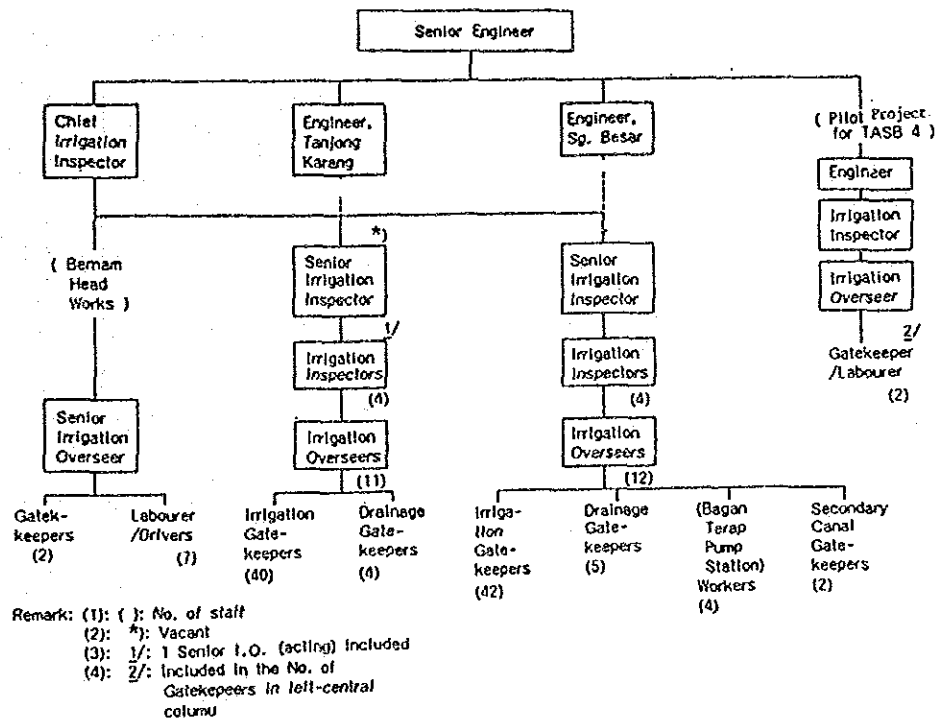 Senior Engineer
Chief
Irrigation
Inspector
Engineer,
Tanjong
Karang
Engineer,
Sg. Besar
( Pilot Project
for TASB 4 )
Engineer
Irrigation
Inspector
Irrigation
Overseer
2/
Gatekeeper
/Labourer
(2)
( Bernam
Head
Works )
Senior
Irrigation
Overseer
Gatek-
keepers
(2)
Labourer
/Drivers
(7)
*)
Senior
Irrigation
Inspector
1/
Irrigation
Inspectors
(4)
Irrigation
Overseers
(11)
Irrigation
Gate-
keepers
(40)
Drainage
Gate-
keepers
(4)
Senior
Irrigation
Inspector
Irrigation
Inspectors
(4)
Irrigation
Overseers
(12)
Irriga-
tion
Gate-
keepers
(42)
Drainage
Gate-
keepers
(5)
(Bagan
Terap
Pump
Station)
Workers
(4)
Secondary
Canal
Gate-
keepers
(2)
Remark: (1): ( ): No. of staff
(2): *): Vacant
(3): 1/: 1 Senior I.O. (acting) included
(4): 2/: Included in the No. of
Gatekepeers in left-central
columu